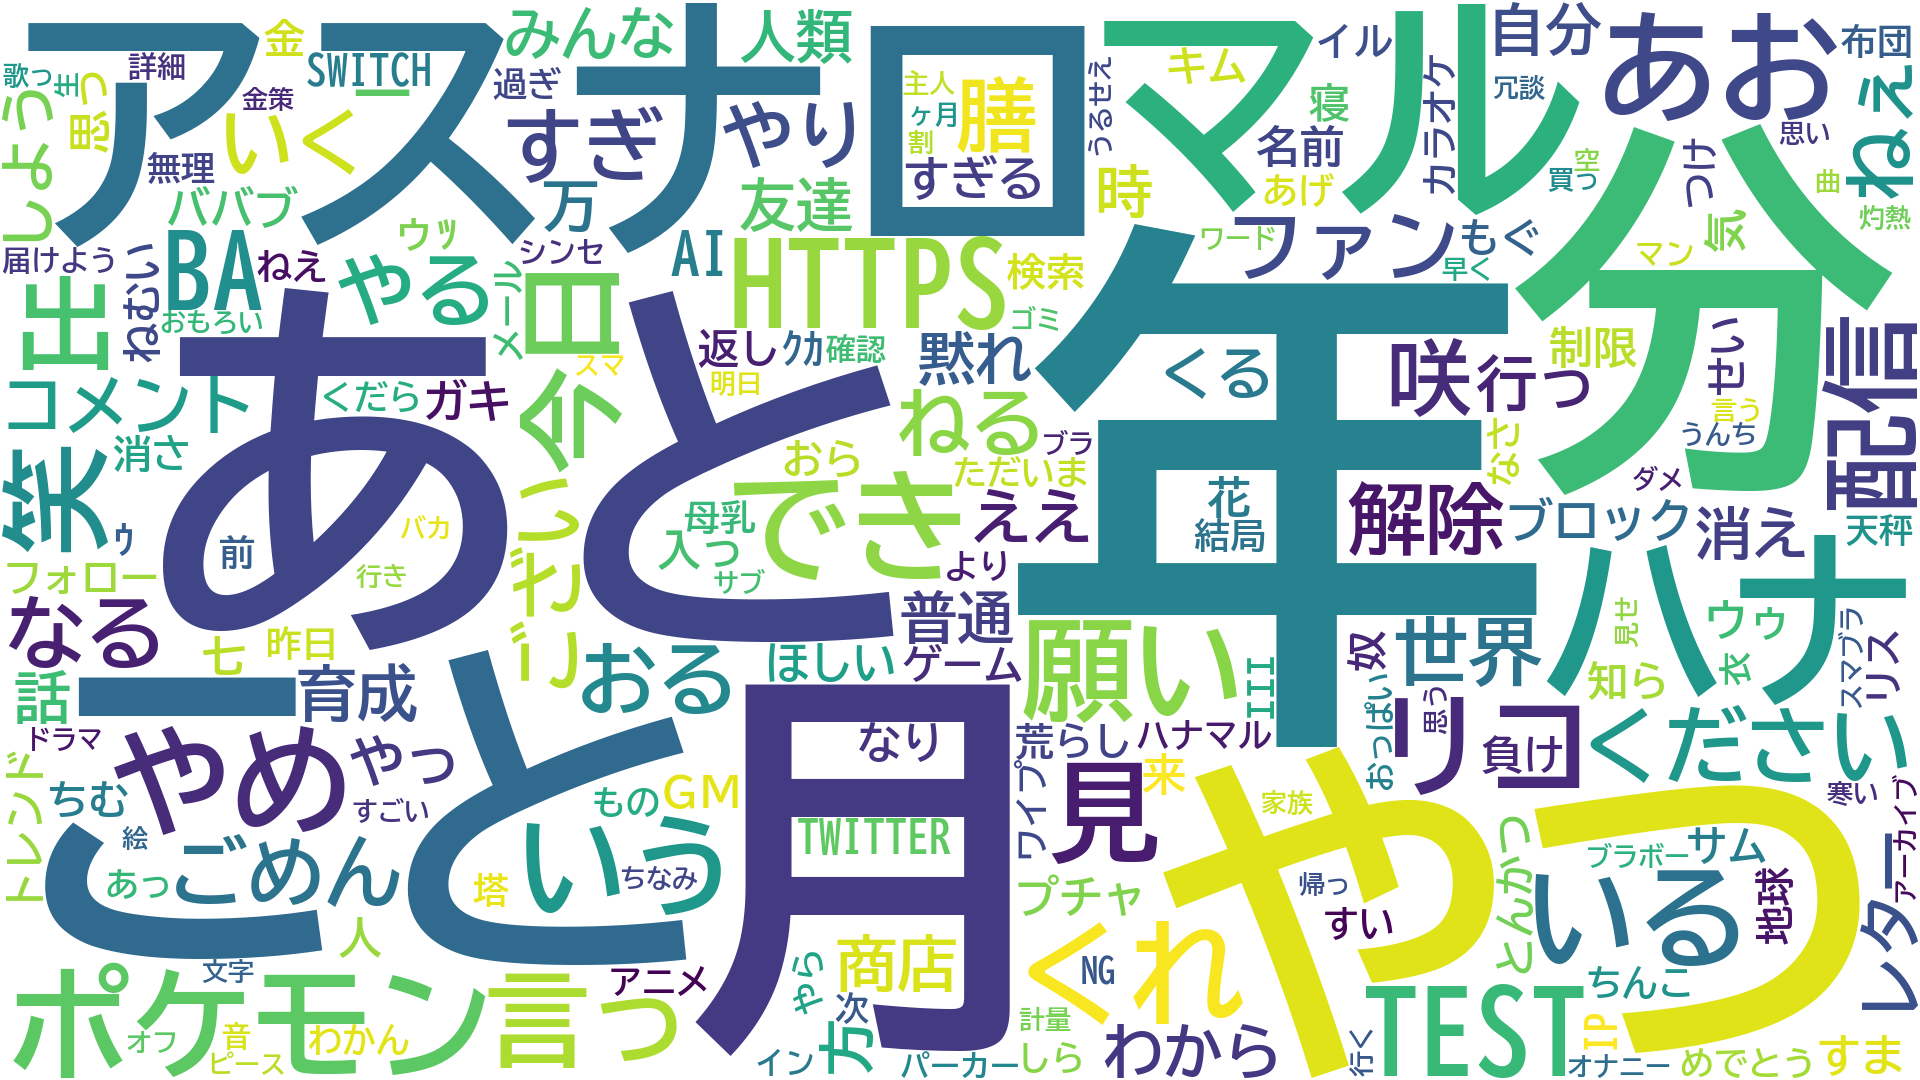 アスナロ
マル
あお
分
年
あと
月
やつ
こと
ハナ
歌っ
生
詳細
金
SWITCH
ー
みんな
人類
過ぎ
すぎ
やり
主人
ヶ月
割
膳
すぎる
うるせえ
キム
イル
カラオケ
自分
冗談
布団
ねぇ
しよう
思っ
金策
いく
無理
ババブ
BA
ねえ
ウッ
万
友達
時
寝
名前
あげ
買っ
空
思い
つけ
曲
灼熱
届けよう
ねむい
おもろい
やる
メール
シンセ
今日
AI
HTTPS
検索
ワード
ファン
もぐ
早く
マン
気
出
ゴミ
返し
ｸｶ
確認
黙れ
くる
咲
行っ
制限
せい
配信
コメント
くだら
ガキ
スマ
明日
言う
うんち
笑
消さ
おら
ねる
ブラ
ただいま
なさ
ダメ
でき
ええ
花
結局
解除
ブロック
消え
天秤
ｩ
前
バカ
行き
母乳
入っ
サブ
より
フォロー
どれい
なる
七
昨日
普通
ゲーム
願い
III
奴
世界
ウゥ
見せ
スマブラ
リス
話
育成
おる
ほしい
なり
荒らし
ハナマル
おっぱい
思う
知ら
衣
ください
ドラマ
やめ
やっ
ワイプ
見
来
リコ
負け
家族
寒い
アーカイブ
トレンド
ちむ
すごい
もの
GM
TWITTER
絵
あっ
ごめん
塔
いう
ちなみ
プチャ
帰っ
すい
とんかつ
ブラボー
サム
いる
地球
レター
人
文字
アニメ
やら
商店
次
くれ
NG
ちんこ
ポケモン
オフ
音
ピース
わかん
言っ
イン
方
パーカー
計量
しら
わから
行く
TEST
IP
オナニー
めでとう
すま